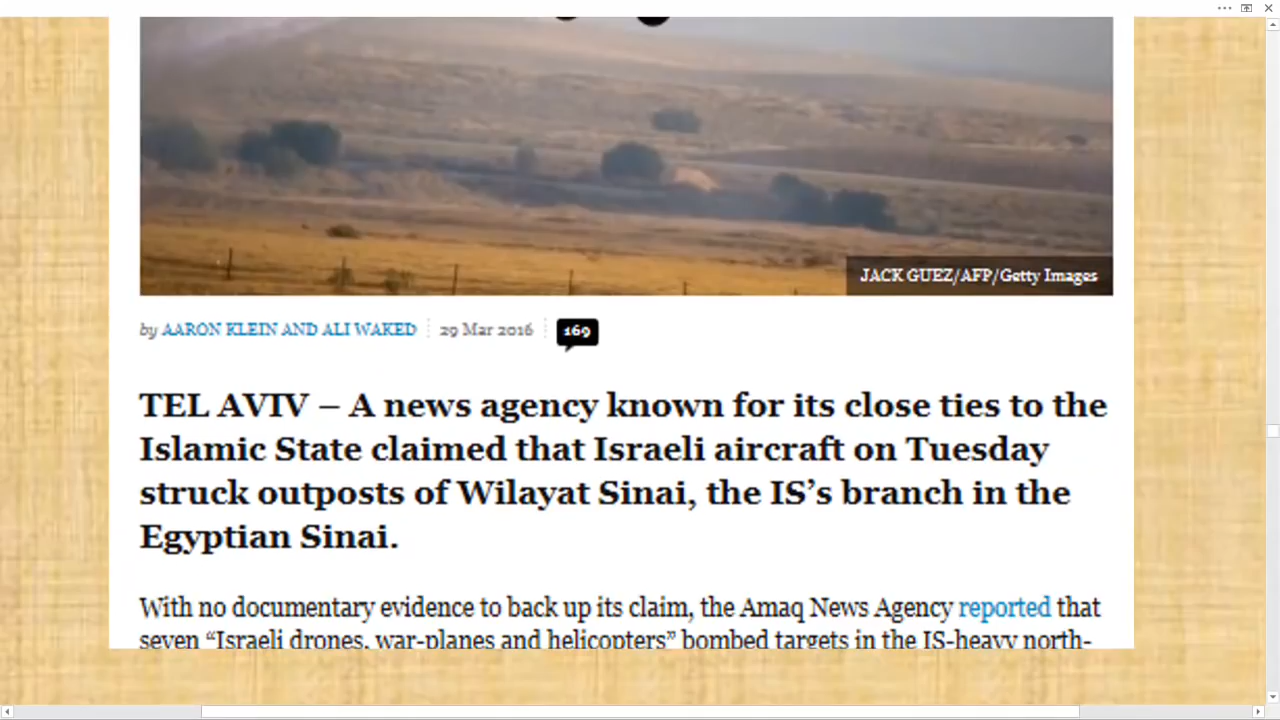 JACK GUEZ/AFP/Getty Images
by AARON KLEIN AND ALI WAKED 29 Mar 2016 169
TEL AVIV – A news agency known for its close ties to the
Islamic State claimed that Israeli aircraft on Tuesday
struck outposts of Wilayat Sinai, the IS’s branch in the
Egyptian Sinai.
With no documentary evidence to back up its claim, the Amaq News Agency reported that
seven “Israeli drones, war-planes and helicopters” bombed targets in the IS-heavy north-